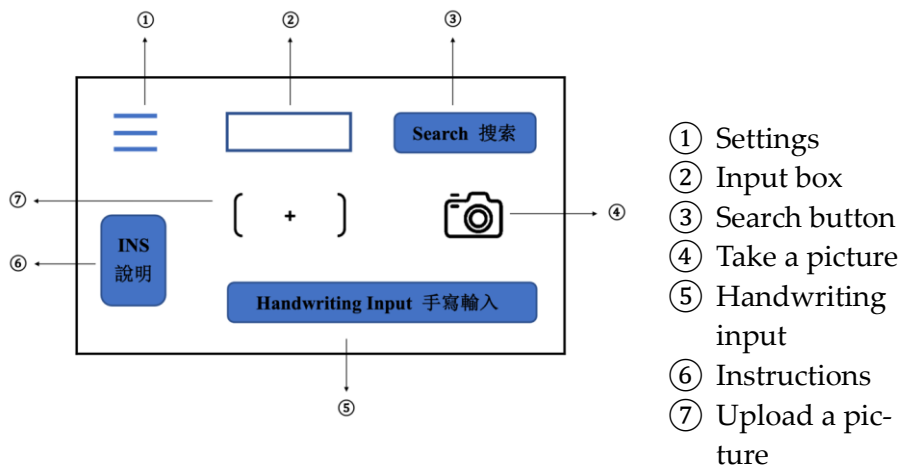 ① ② ③
Search 搜索
⑦ + ④
INS
說明
⑥
Handwriting Input 手寫輸入
⑤
① Settings
② Input box
③ Search button
④ Take a picture
⑤ Handwriting
input
⑥ Instructions
⑦ Upload a pic-
ture